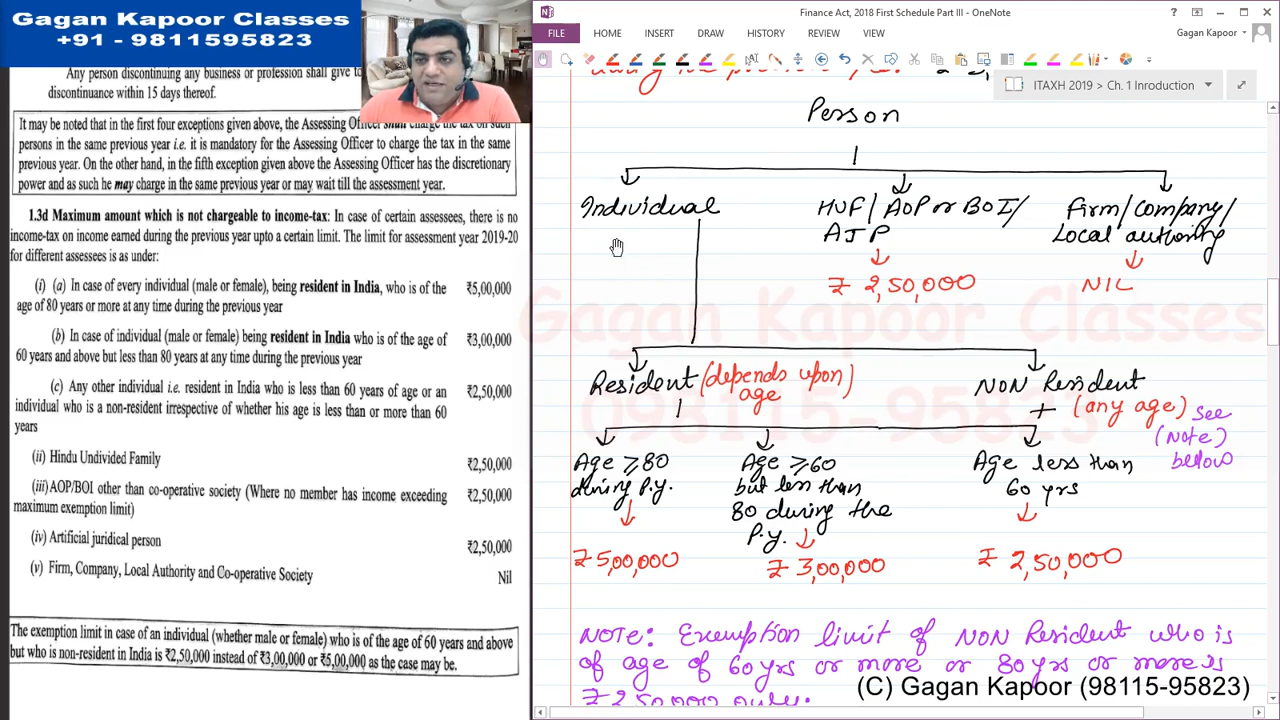 Gagan Kapoor Classes
+91 - 9811595823
Any person discontinuing any business or profession shall give
discontinuance within 15 days thereof.
It may be noted that in the first four exceptions given above, the Assessing Officer shall charge the tax on such
persons in the same previous year i.e. it is mandatory for the Assessing Officer to charge the tax in the same
previous year. On the other hand, in the fifth exception given above the Assessing Officer has the discretionary
power and as such he may charge in the same previous year or may wait till the assessment year.
1.3d Maximum amount which is not chargeable to income-tax: In case of certain assessees, there is no
income-tax on income earned during the previous year upto a certain limit. The limit for assessment year 2019-20
for different assessees is as under:
(i) (a) In case of every individual (male or female), being resident in India, who is of the ₹5,00,000
age of 80 years or more at any time during the previous year
(b) In case of individual (male or female) being resident in India who is of the age of ₹3,00,000
60 years and above but less than 80 years at any time during the previous year
(c) Any other individual i.e. resident in India who is less than 60 years of age or an ₹2,50,000
individual who is a non-resident irrespective of whether his age is less than or more than 60
years
(ii) Hindu Undivided Family ₹2,50,000
(iii) AOP/BOI other than co-operative society (Where no member has income exceeding ₹2,50,000
maximum exemption limit)
(iv) Artificial juridical person ₹2,50,000
(v) Firm, Company, Local Authority and Co-operative Society Nil
The exemption limit in case of an individual (whether male or female) who is of the age of 60 years and above
but who is non-resident in India is ₹2,50,000 instead of ₹3,00,000 or ₹5,00,000 as the case may be.
Finance Act, 2018 First Schedule Part III - OneNote
FILE HOME INSERT DRAW HISTORY REVIEW VIEW
Gagan Kapoor
ITAXH 2019 > Ch. 1 Inroduction
Person
Individual
HUF/ AOP or BOI/
AJP
₹ 2,50,000
Firm/Company/
Local authority
NIL
Resident (depends upon
age)
NON Resident
+ (any age) See
(Note)
below
Age ≥80
during P.Y.
₹ 5,00,000
Age ≥60
but less than
80 during the
P.Y.
₹ 3,00,000
Age less than
60 yrs
₹ 2,50,000
NOTE: Exemption limit of NON Resident who is
of age of 60yrs or more or 80yrs or more is
₹ 2,50,000 only.
Gagan Kapoor Classes
098115-95823
(C) Gagan Kapoor (98115-95823)